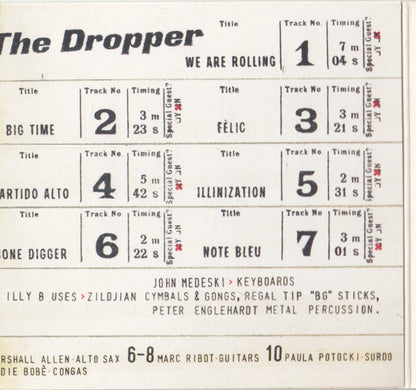 The Dropper
Title Track No. Timing Special Guest?
WE ARE ROLLING 1 7 m 04 s Y N
Title Track No. Timing Special Guest? Title Track No. Timing Special Guest?
BIG TIME 2 3 m 23 s Y N FÈLIC 3 3 m 21 s Y N
Title Track No. Timing Special Guest? Title Track No. Timing Special Guest?
ARTIDO ALTO 4 5 m 42 s Y N ILLINIZATION 5 2 m 31 s Y N
Title Track No. Timing Special Guest? Title Track No. Timing Special Guest?
BONE DIGGER 6 2 m 22 s Y N NOTE BLEU 7 3 m 01 s Y N
JOHN MEDESKI > KEYBOARDS
ILLY B USES > ZILDJIAN CYMBALS & GONGS, REGAL TIP "BG" STICKS,
PETER ENGLEHARDT METAL PERCUSSION.
RSHALL ALLEN·ALTO SAX 6-8 MARC RIBOT·GUITARS 10 PAULA POTOCKI·SURDO
DIE BOBÈ·CONGAS